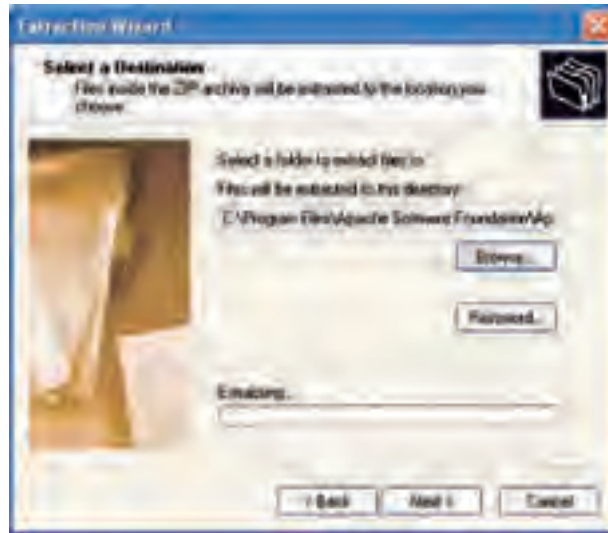 Extraction Wizard
Select a Destination
Files inside the ZIP archive will be extracted to the location you
choose.
Select a folder to extract files to.
Files will be extracted to this directory:
C:\Program Files\Apache Software Foundation\Ap
Browse...
Password...
Extracting...
< Back
Next >
Cancel